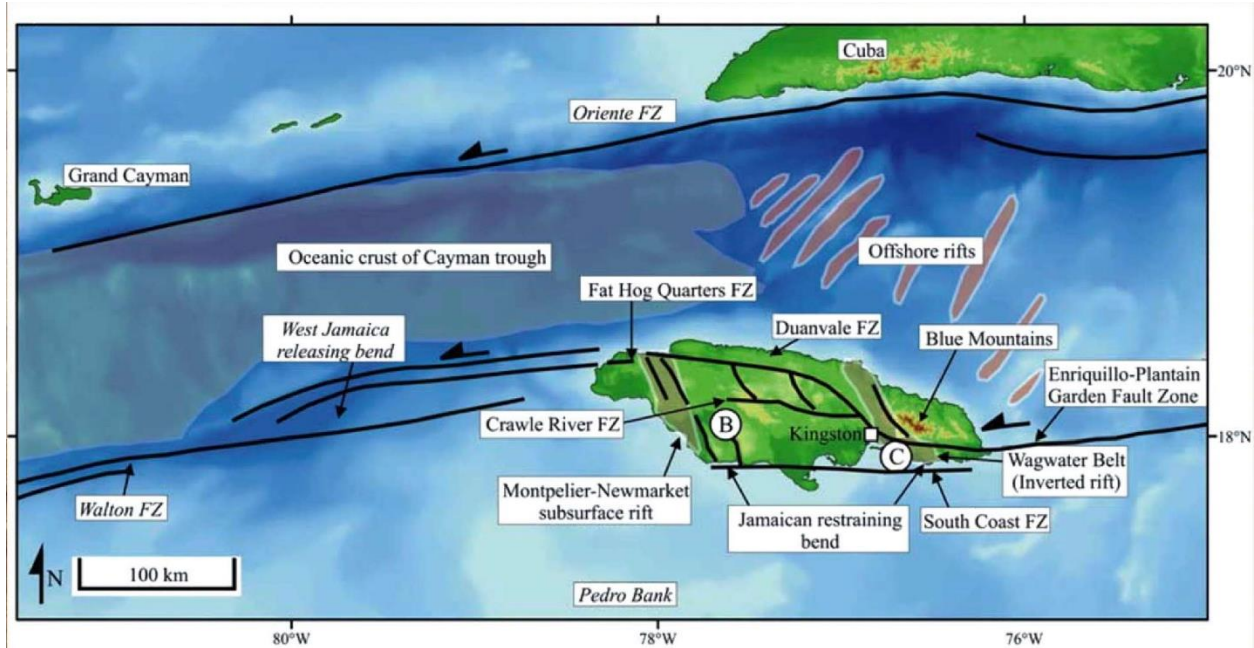 Cuba
20°N
Oriente FZ
Grand Cayman
Oceanic crust of Cayman trough
Offshore rifts
Fat Hog Quarters FZ
West Jamaica
releasing bend
Duanvale FZ
Blue Mountains
Enriquillo-Plantain
Garden Fault Zone
Crawle River FZ
B
Kingston
C
18°N
Wagwater Belt
(Inverted rift)
Montpelier-Newmarket
subsurface rift
Walton FZ
Jamaican restraining
bend
South Coast FZ
N
100 km
Pedro Bank
80°W
78°W
76°W